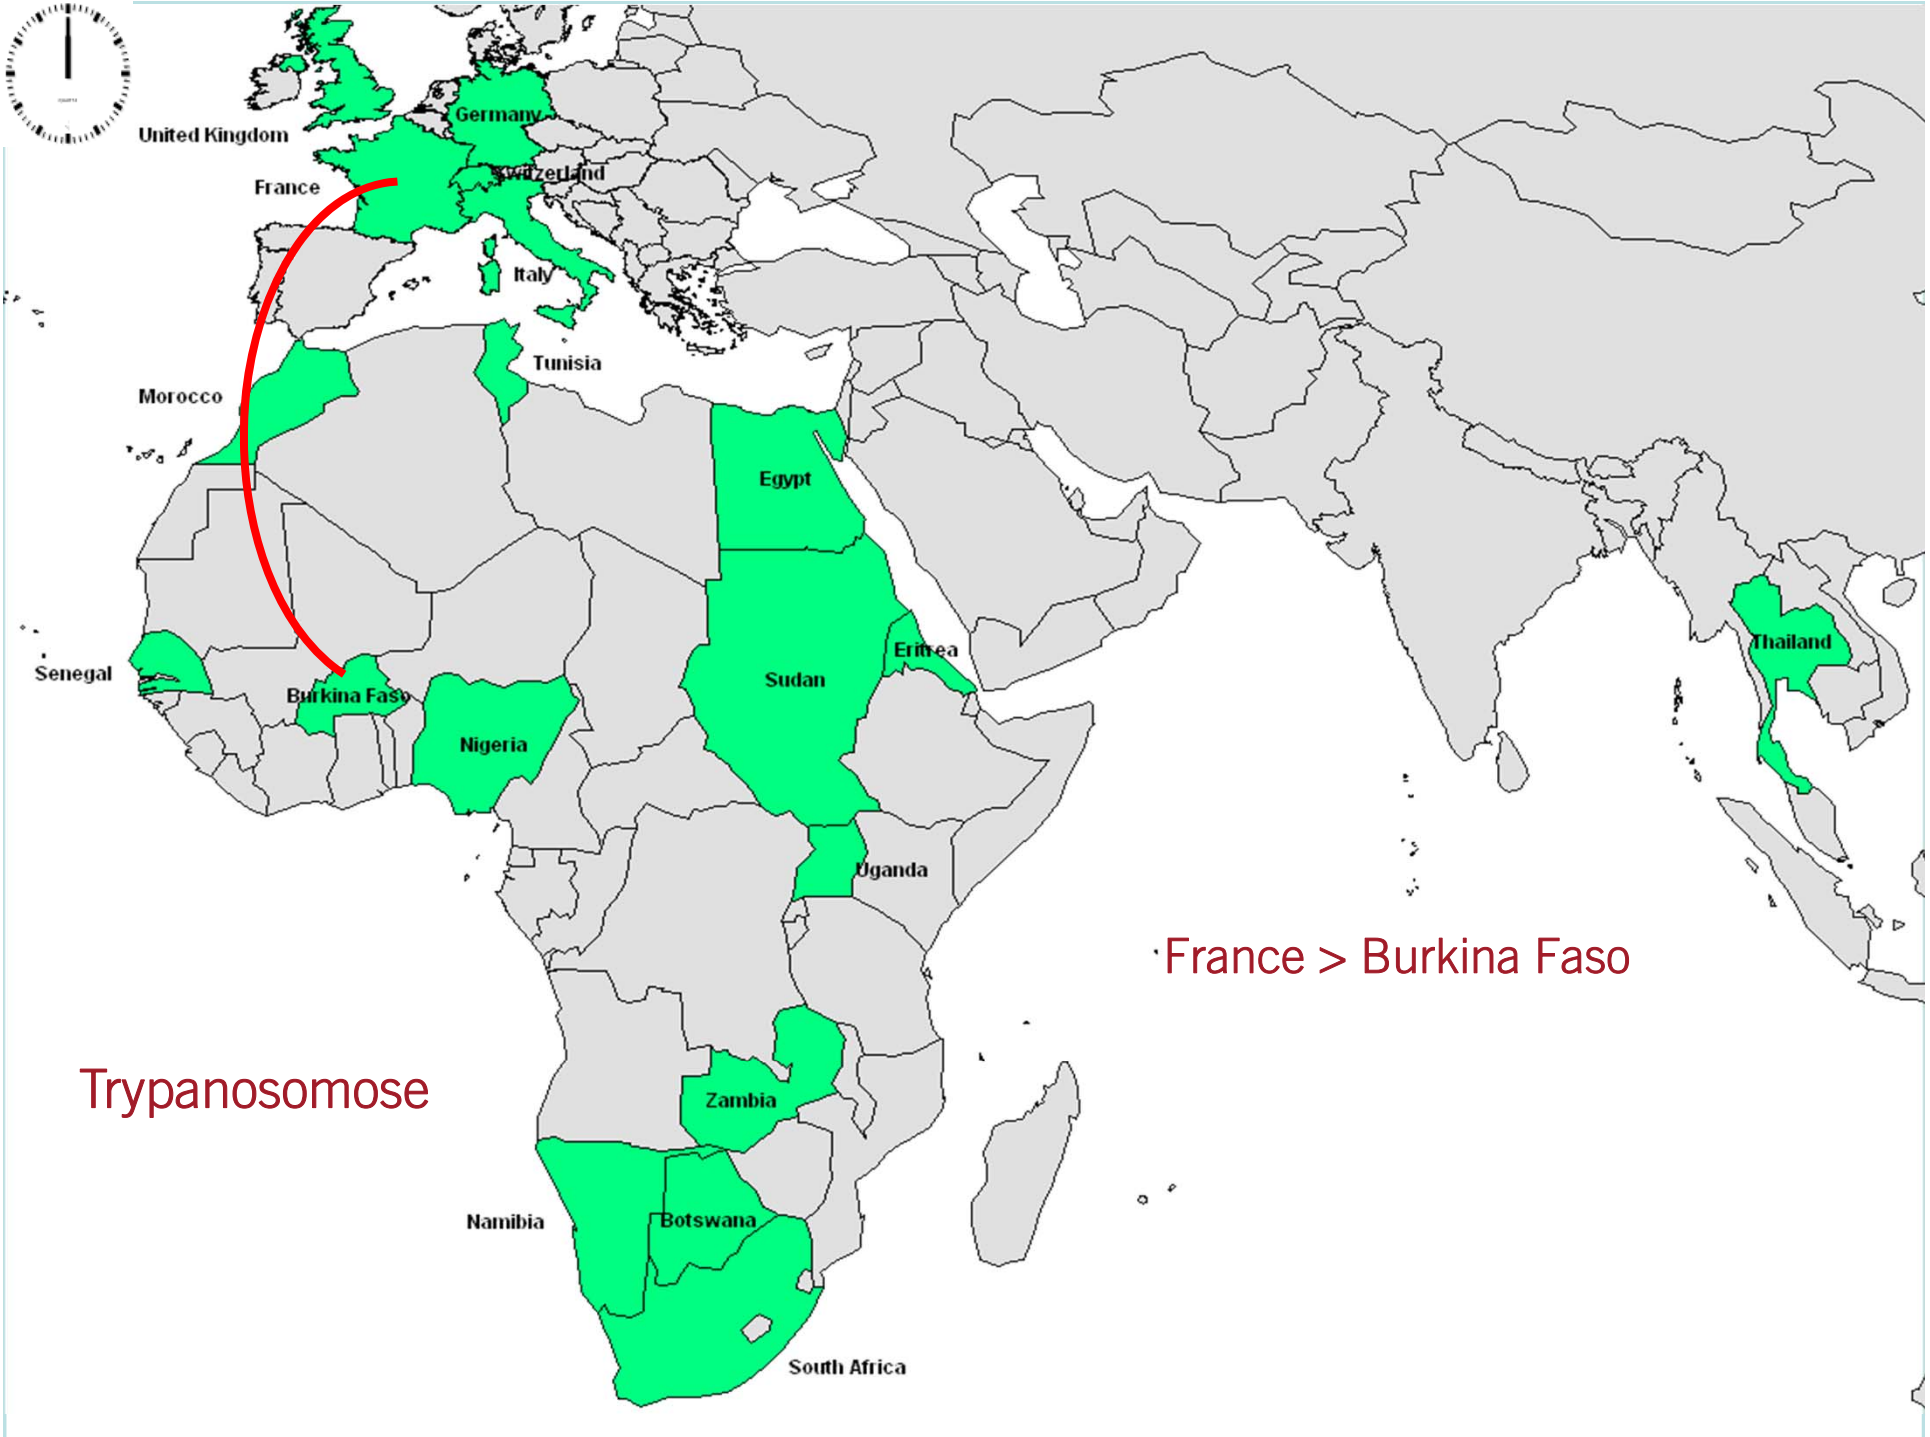 Germany
United Kingdom
Switzerland
France
Italy
Tunisia
Morocco
Egypt
Thailand
Eritrea
Senegal
Sudan
Burkina Faso
Nigeria
Uganda
France > Burkina Faso
Trypanosomose
Zambia
Namibia
Botswana
South Africa